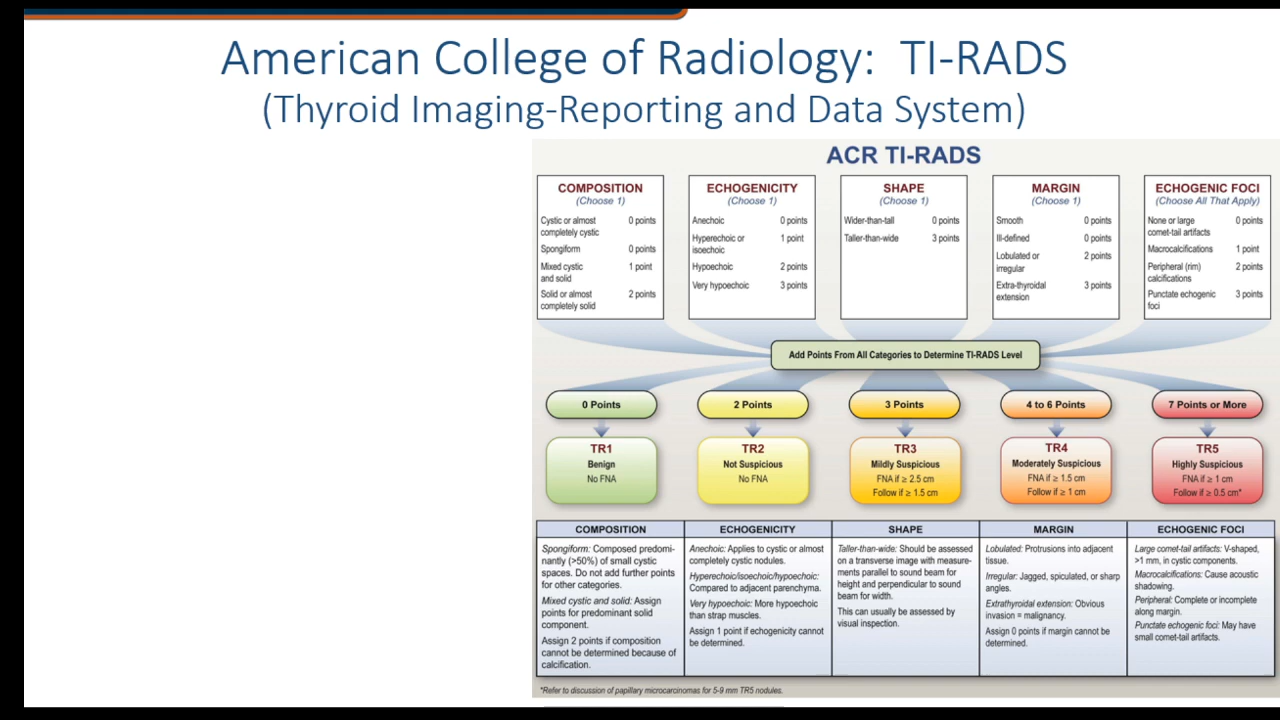 American College of Radiology: TI-RADS
(Thyroid Imaging-Reporting and Data System)
ACR TI-RADS
COMPOSITION
(Choose 1)
Cystic or almost completely cystic 0 points
Spongiform 0 points
Mixed cystic and solid 1 point
Solid or almost completely solid 2 points
ECHOGENICITY
(Choose 1)
Anechoic 0 points
Hyperechoic or isoechoic 1 point
Hypoechoic 2 points
Very hypoechoic 3 points
SHAPE
(Choose 1)
Wider-than-tall 0 points
Taller-than-wide 3 points
MARGIN
(Choose 1)
Smooth 0 points
Ill-defined 0 points
Lobulated or irregular 2 points
Extra-thyroidal extension 3 points
ECHOGENIC FOCI
(Choose All That Apply)
None or large comet-tail artifacts 0 points
Macrocalcifications 1 point
Peripheral (rim) calcifications 2 points
Punctate echogenic foci 3 points
Add Points From All Categories to Determine TI-RADS Level
0 Points
TR1
Benign
No FNA
2 Points
TR2
Not Suspicious
No FNA
3 Points
TR3
Mildly Suspicious
FNA if ≥ 2.5 cm
Follow if ≥ 1.5 cm
4 to 6 Points
TR4
Moderately Suspicious
FNA if ≥ 1.5 cm
Follow if ≥ 1 cm
7 Points or More
TR5
Highly Suspicious
FNA if ≥ 1 cm
Follow if ≥ 0.5 cm*
COMPOSITION
Spongiform: Composed predomi-
nantly (>50%) of small cystic
spaces. Do not add further points
for other categories.
Mixed cystic and solid: Assign
points for predominant solid
component.
Assign 2 points if composition
cannot be determined because of
calcification.
ECHOGENICITY
Anechoic: Applies to cystic or almost
completely cystic nodules.
Hyperechoic/isoechoic/hypoechoic:
Compared to adjacent parenchyma.
Very hypoechoic: More hypoechoic
than strap muscles.
Assign 1 point if echogenicity cannot
be determined.
SHAPE
Taller-than-wide: Should be assessed
on a transverse image with measure-
ments parallel to sound beam for
height and perpendicular to sound
beam for width.
This can usually be assessed by
visual inspection.
MARGIN
Lobulated: Protrusions into adjacent
tissue.
Irregular: Jagged, spiculated, or sharp
angles.
Extrathyroidal extension: Obvious
invasion = malignancy.
Assign 0 points if margin cannot be
determined.
ECHOGENIC FOCI
Large comet-tail artifacts: V-shaped,
>1 mm, in cystic components.
Macrocalcifications: Cause acoustic
shadowing.
Peripheral: Complete or incomplete
along margin.
Punctate echogenic foci: May have
small comet-tail artifacts.
*Refer to discussion of papillary microcarcinomas for 5-9 mm TR5 nodules.